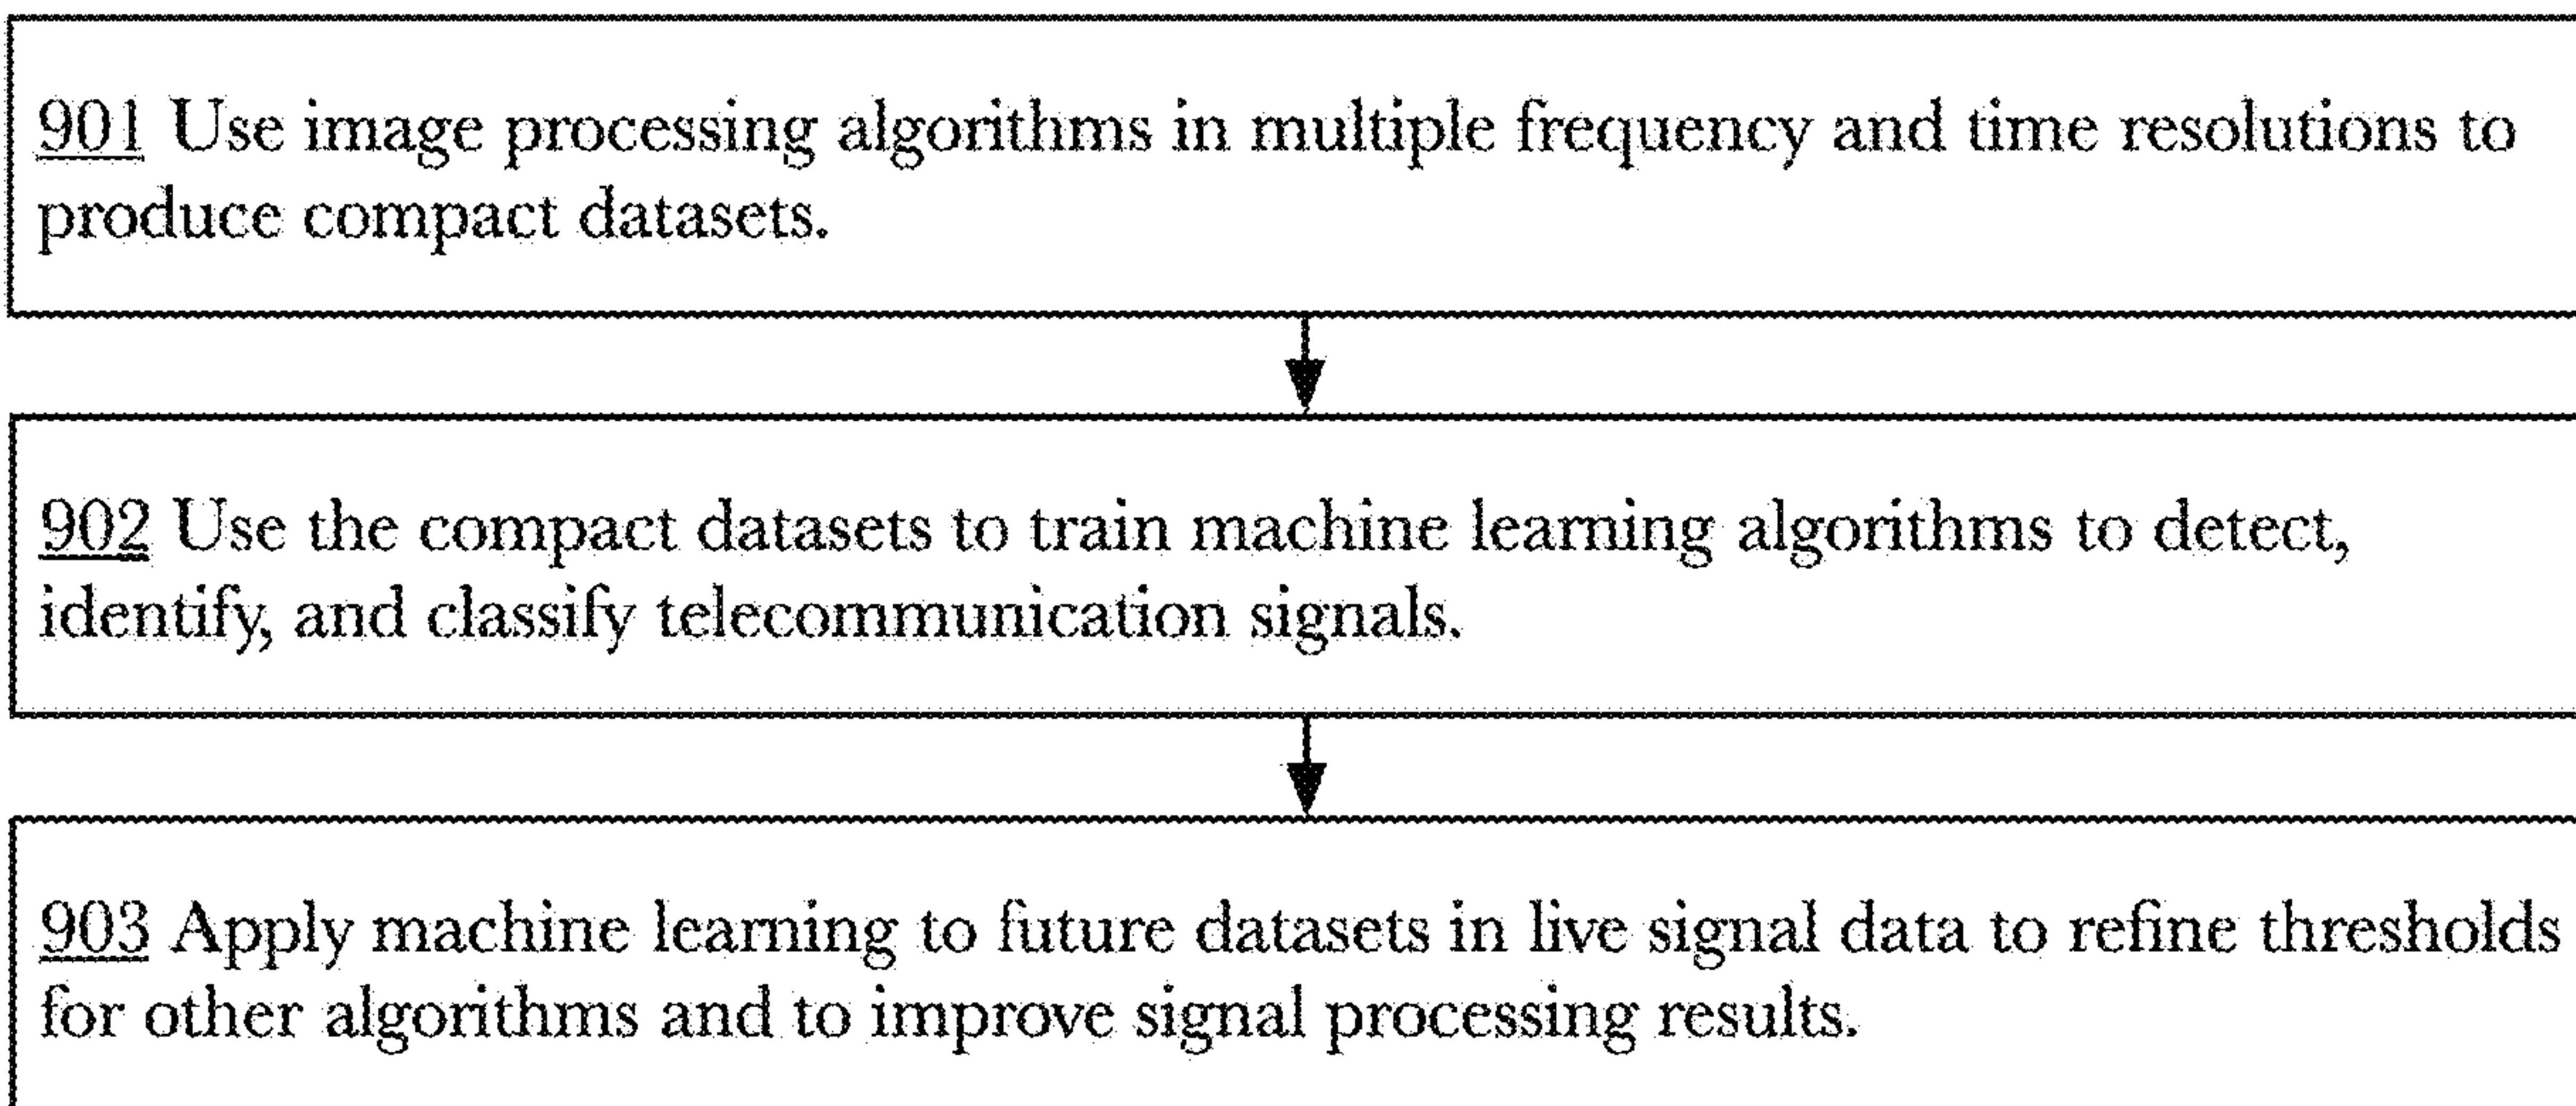 901 Use image processing algorithms in multiple frequency and time resolutions to
produce compact datasets.
902 Use the compact datasets to train machine learning algorithms to detect,
identify, and classify telecommunication signals.
903 Apply machine learning to future datasets in live signal data to refine thresholds
for other algorithms and to improve signal processing results.